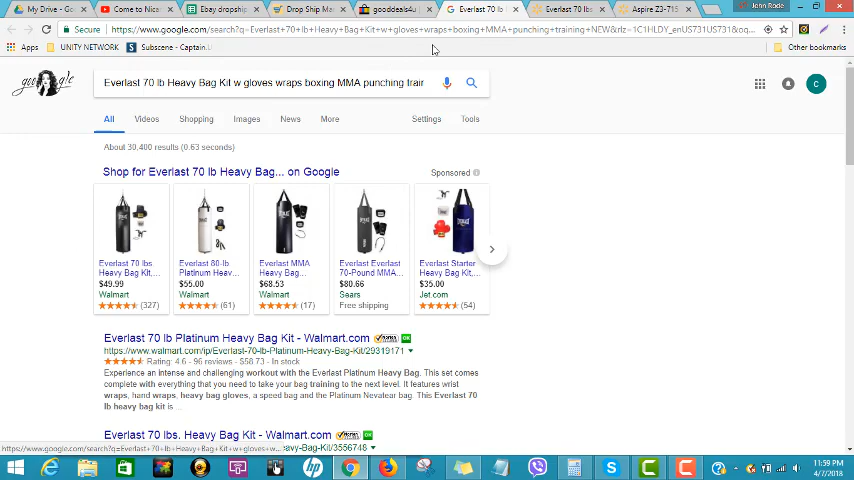 My Drive - Go
Come to Nice
Ebay dropship
Drop Ship Mar
gooddeals4u
Everlast 70 lb
Everlast 70 lbs
Aspire Z3-715
Jenn Rode
Secure https://www.google.com/search?q=Everlast+70+lb+Heavy+Bag+Kit+w+gloves+wraps+boxing+MMA+punching+training+NEW&rlz=1C1HLDY_enUS731US731&oq...
Apps
UNITY NETWORK
Subscene - Captain
Other bookmarks
Everlast 70 lb Heavy Bag Kit w gloves wraps boxing MMA punching trair
All Videos Shopping Images News More Settings Tools
About 30,400 results (0.63 seconds)
Shop for Everlast 70 lb Heavy Bag... on Google
Sponsored
Everlast 70 lbs
Heavy Bag Kit,...
$49.99
Walmart
(327)
Everlast 80-lb
Platinum Heav...
$55.00
Walmart
(61)
Everlast MMA
Heavy Bag...
$68.53
Walmart
(17)
Everlast Everlast
70-Pound MMA...
$80.66
Sears
Free shipping
Everlast Starter
Heavy Bag Kit,...
$35.00
Jet.com
(54)
Everlast 70 lb Platinum Heavy Bag Kit - Walmart.com
https://www.walmart.com/ip/Everlast-70-lb-Platinum-Heavy-Bag-Kit/29319171
Rating: 4.6 - 96 reviews - $58.73 - In stock
Experience an intense and challenging workout with the Everlast Platinum Heavy Bag. This set comes
complete with everything that you need to take your bag training to the next level. It features wrist
wraps, hand wraps, heavy bag gloves, a speed bag and the Platinum Nevatear bag. This Everlast 70
lb heavy bag kit is ...
Everlast 70 lbs. Heavy Bag Kit - Walmart.com
https://www.google.com/search?q=Everlast+70+lb+Heavy+Bag+Kit+w+gloves+w...
avy-Bag-Kit/3556748
11:59 PM
4/7/2018